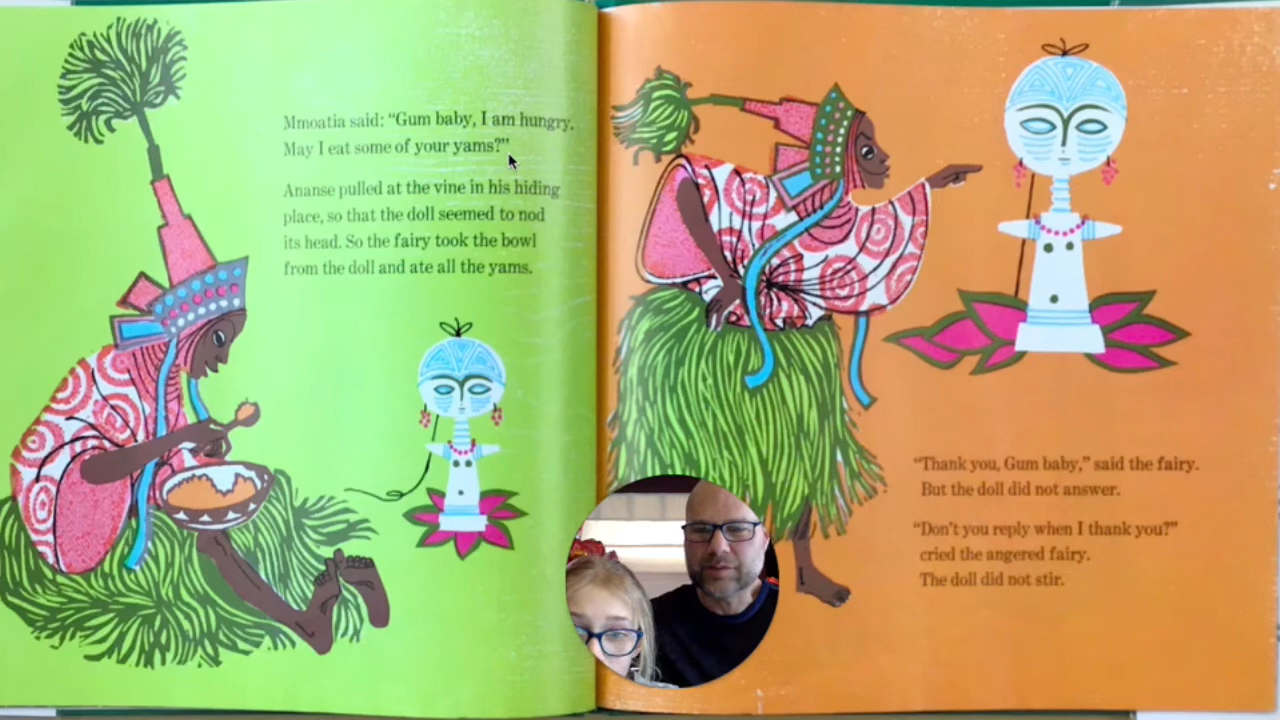 Mmoatia said: “Gum baby, I am hungry.
May I eat some of your yams?”
Ananse pulled at the vine in his hiding
place, so that the doll seemed to nod
its head. So the fairy took the bowl
from the doll and ate all the yams.
“Thank you, Gum baby,” said the fairy.
But the doll did not answer.
“Don’t you reply when I thank you?”
cried the angered fairy.
The doll did not stir.